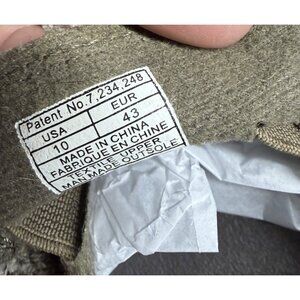 Patent No.7,234,248
USA EUR
10 43
MADE IN CHINA
FABRIQUE EN CHINE
TEXTILE UPPER
MAN MADE OUTSOLE